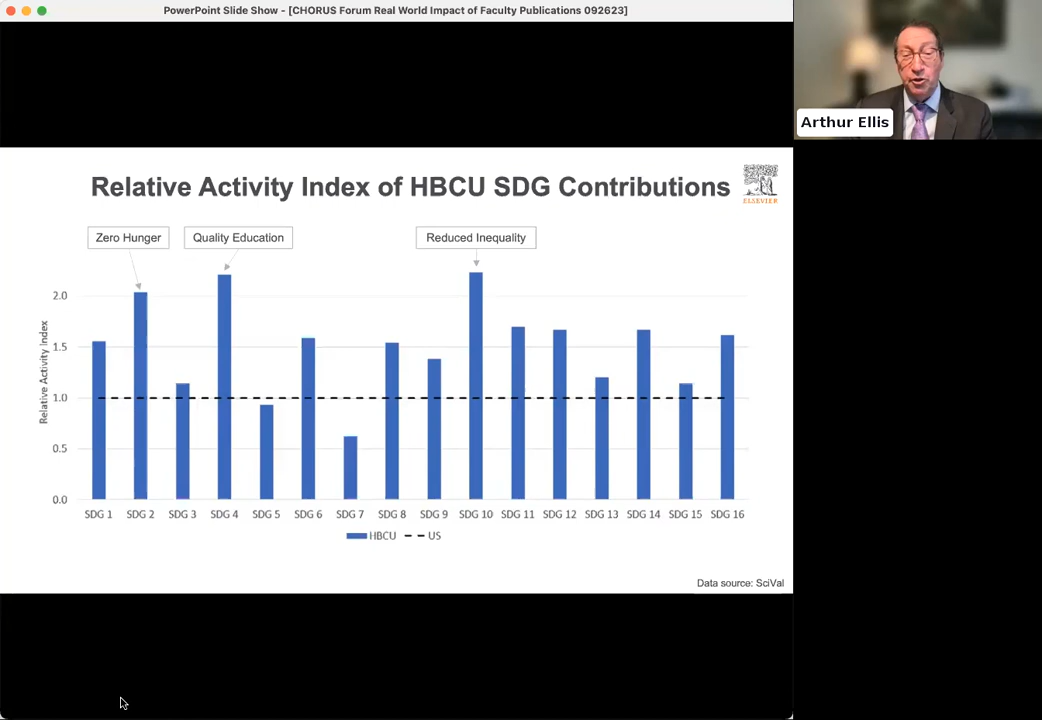 PowerPoint Slide Show - [CHORUS Forum Real World Impact of Faculty Publications 092623]
Arthur Ellis
Relative Activity Index of HBCU SDG Contributions
ELSEVIER
Zero Hunger
Quality Education
Reduced Inequality
Relative Activity Index
2.0
1.5
1.0
0.5
0.0
SDG 1 SDG 2 SDG 3 SDG 4 SDG 5 SDG 6 SDG 7 SDG 8 SDG 9 SDG 10 SDG 11 SDG 12 SDG 13 SDG 14 SDG 15 SDG 16
HBCU US
Data source: SciVal